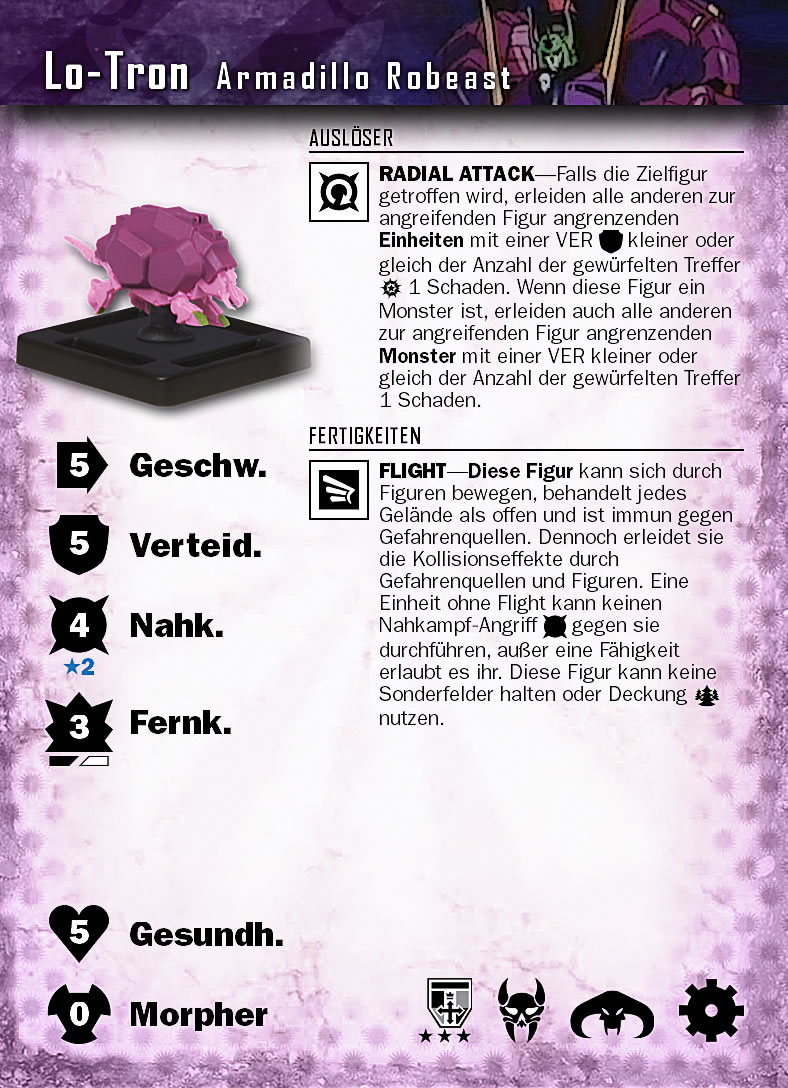 Lo-Tron Armadillo Robeast
AUSLÖSER
RADIAL ATTACK—Falls die Zielfigur
getroffen wird, erleiden alle anderen zur
angreifenden Figur angrenzenden
Einheiten mit einer VER kleiner oder
gleich der Anzahl der gewürfelten Treffer
1 Schaden. Wenn diese Figur ein
Monster ist, erleiden auch alle anderen
zur angreifenden Figur angrenzenden
Monster mit einer VER kleiner oder
gleich der Anzahl der gewürfelten Treffer
1 Schaden.
FERTIGKEITEN
FLIGHT—Diese Figur kann sich durch
Figuren bewegen, behandelt jedes
Gelände als offen und ist immun gegen
Gefahrenquellen. Dennoch erleidet sie
die Kollisionseffekte durch
Gefahrenquellen und Figuren. Eine
Einheit ohne Flight kann keinen
Nahkampf-Angriff gegen sie
durchführen, außer eine Fähigkeit
erlaubt es ihr. Diese Figur kann keine
Sonderfelder halten oder Deckung
nutzen.
5 Geschw.
5 Verteid.
4 Nahk.
★2
3 Fernk.
5 Gesundh.
0 Morpher
★★★